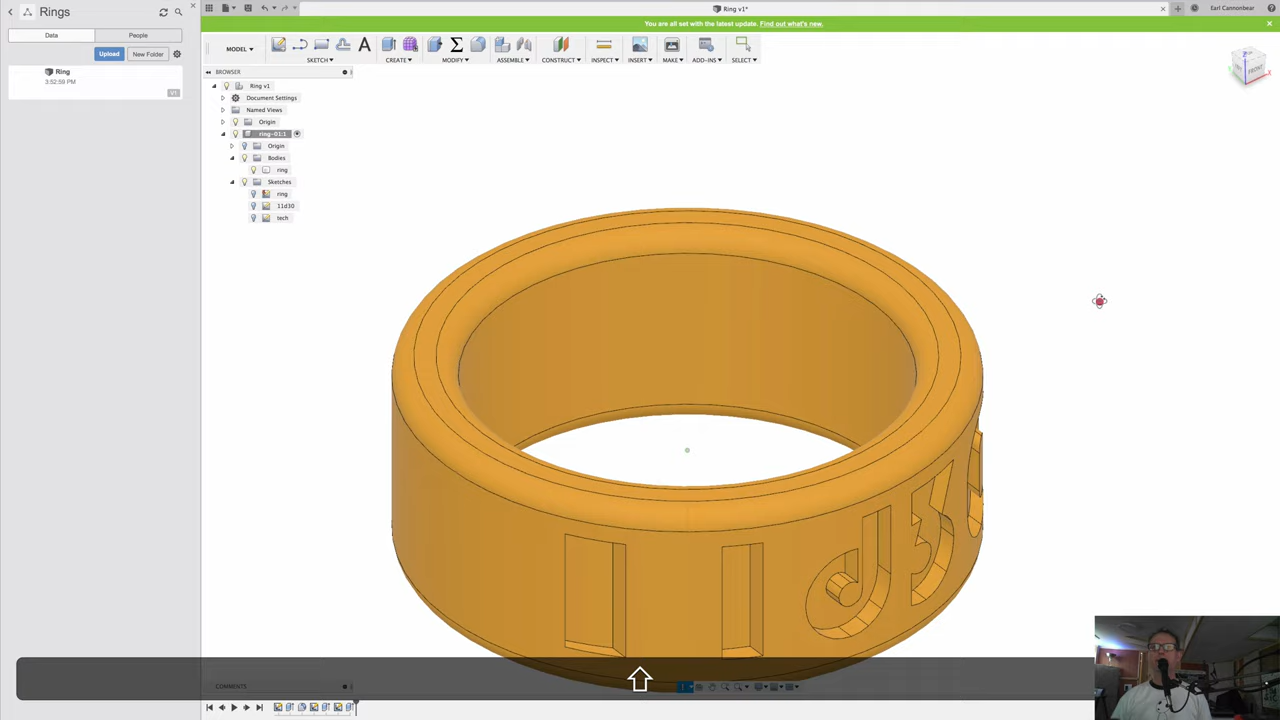 Rings
Ring v1*
Earl Cannonbear
You are all set with the latest update. Find out what's new.
Data
People
Upload
New Folder
Ring
3:52:59 PM
V1
MODEL
SKETCH
CREATE
MODIFY
ASSEMBLE
CONSTRUCT
INSPECT
INSERT
MAKE
ADD-INS
SELECT
BROWSER
Ring v1
Document Settings
Named Views
Origin
ring-01:1
Origin
Bodies
ring
Sketches
ring
11d30
tech
FRONT
X
11d3
COMMENTS